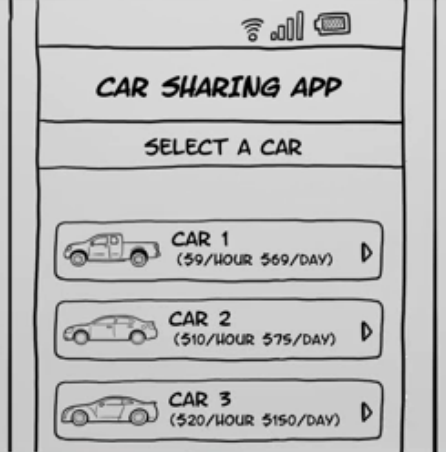 CAR SHARING APP
SELECT A CAR
CAR 1
($9/HOUR $69/DAY)
CAR 2
($10/HOUR $75/DAY)
CAR 3
($20/HOUR $150/DAY)